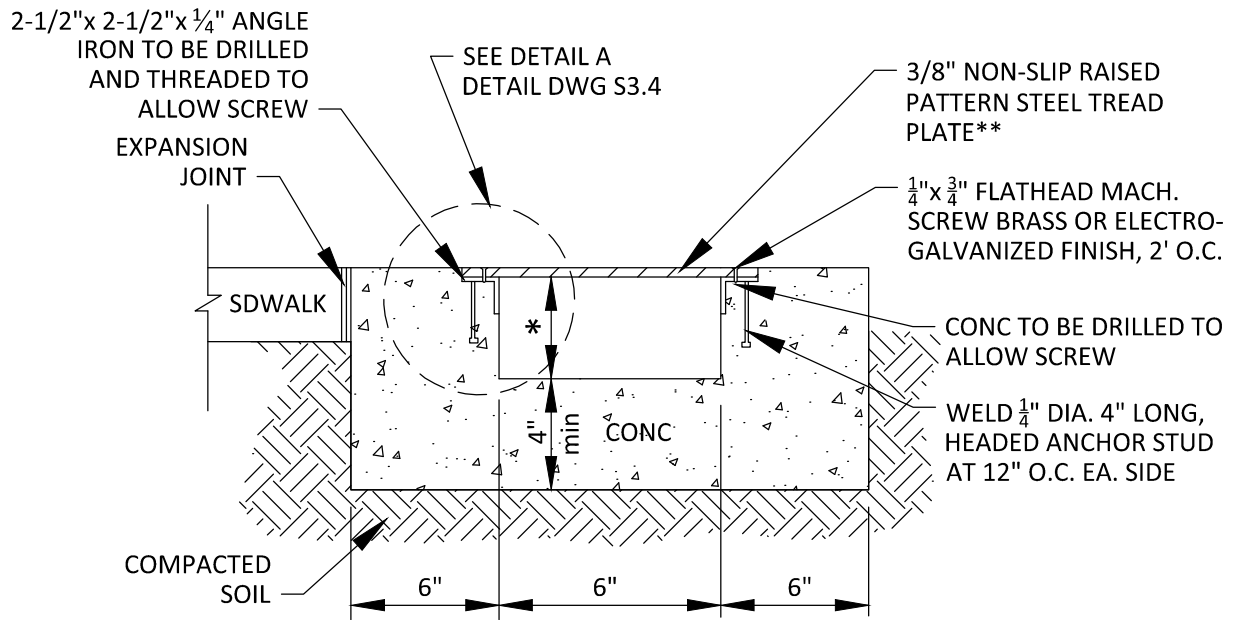 2-1/2"x 2-1/2"x ¼" ANGLE
IRON TO BE DRILLED
AND THREADED TO
ALLOW SCREW
EXPANSION
JOINT
SEE DETAIL A
DETAIL DWG S3.4
3/8" NON-SLIP RAISED
PATTERN STEEL TREAD
PLATE**
¼"x ¾" FLATHEAD MACH.
SCREW BRASS OR ELECTRO-
GALVANIZED FINISH, 2' O.C.
SDWALK
*
CONC TO BE DRILLED TO
ALLOW SCREW
4"
min
CONC
WELD ¼" DIA. 4" LONG,
HEADED ANCHOR STUD
AT 12" O.C. EA. SIDE
COMPACTED
SOIL
6"
6"
6"